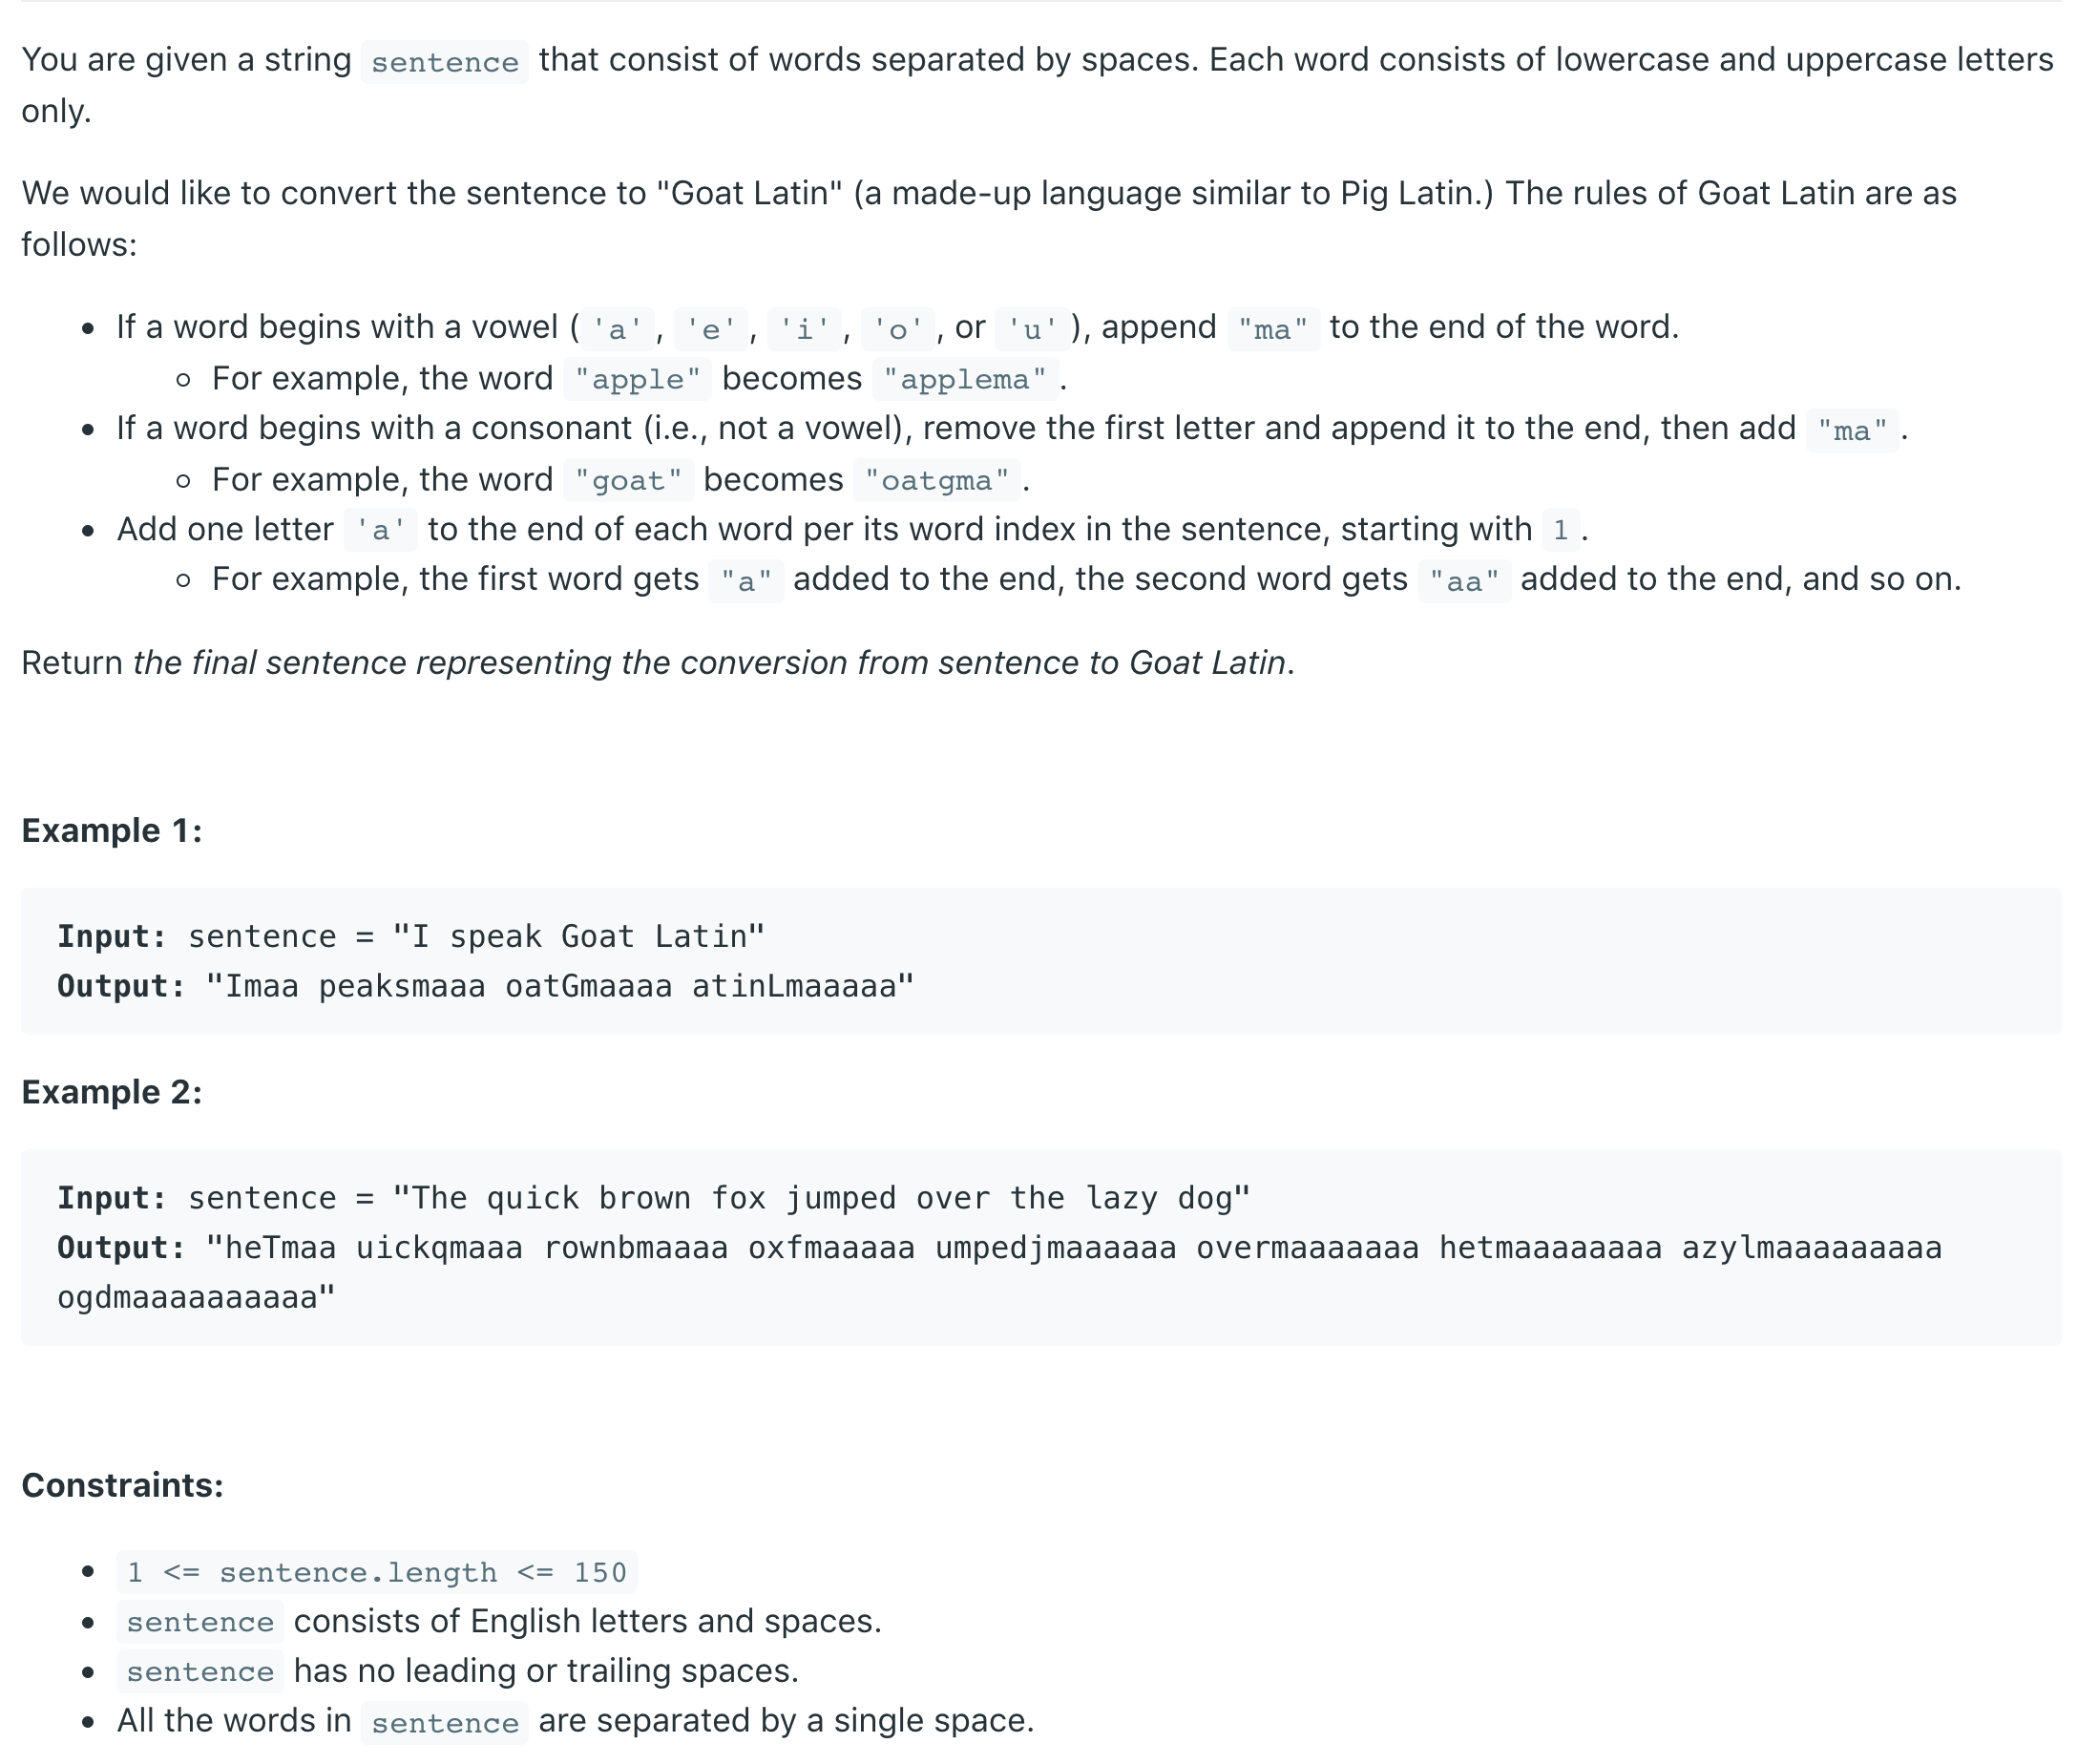 You are given a string sentence that consist of words separated by spaces. Each word consists of lowercase and uppercase letters
only.
We would like to convert the sentence to "Goat Latin" (a made-up language similar to Pig Latin.) The rules of Goat Latin are as
follows:
• If a word begins with a vowel ( 'a' , 'e' , 'i' , 'o' , or 'u' ), append "ma" to the end of the word.
◦ For example, the word "apple" becomes "applema" .
• If a word begins with a consonant (i.e., not a vowel), remove the first letter and append it to the end, then add "ma" .
◦ For example, the word "goat" becomes "oatgma" .
• Add one letter 'a' to the end of each word per its word index in the sentence, starting with 1 .
◦ For example, the first word gets "a" added to the end, the second word gets "aa" added to the end, and so on.
Return the final sentence representing the conversion from sentence to Goat Latin.
Example 1:
Input: sentence = "I speak Goat Latin"
Output: "Imaa peaksmaaa oatGmaaaa atinLmaaaaa"
Example 2:
Input: sentence = "The quick brown fox jumped over the lazy dog"
Output: "heTmaa uickqmaaa rownbmaaaa oxfmaaaaa umpedjmaaaaaa overmaaaaaaa hetmaaaaaaaa azylmaaaaaaaaa
ogdmaaaaaaaaaa"
Constraints:
• 1 <= sentence.length <= 150
• sentence consists of English letters and spaces.
• sentence has no leading or trailing spaces.
• All the words in sentence are separated by a single space.